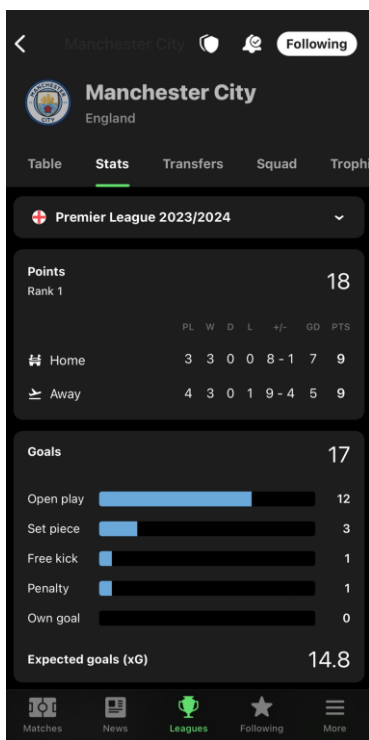 Manchester City
Following
Manchester City
England
Table Stats Transfers Squad Trophi
Premier League 2023/2024
Points 18
Rank 1
PL W D L +/- GD PTS
Home 3 3 0 0 8 - 1 7 9
Away 4 3 0 1 9 - 4 5 9
Goals 17
Open play 12
Set piece 3
Free kick 1
Penalty 1
Own goal 0
Expected goals (xG) 14.8
Matches News Leagues Following More